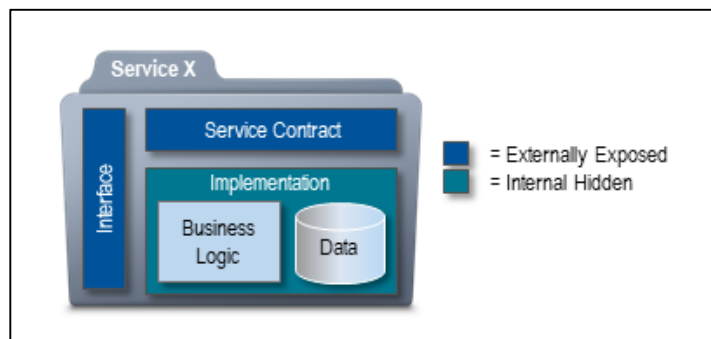 Service X
Interface
Service Contract
Implementation
Business
Logic
Data
= Externally Exposed
= Internal Hidden